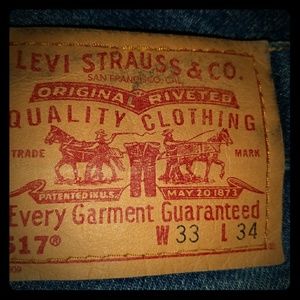 LEVI STRAUSS & CO.
SAN FRANCISCO, CAL.
ORIGINAL RIVETED
QUALITY CLOTHING
TRADE MARK
PATENTED IN U.S. MAY 20 1873
Every Garment Guaranteed
517® W 33 L 34